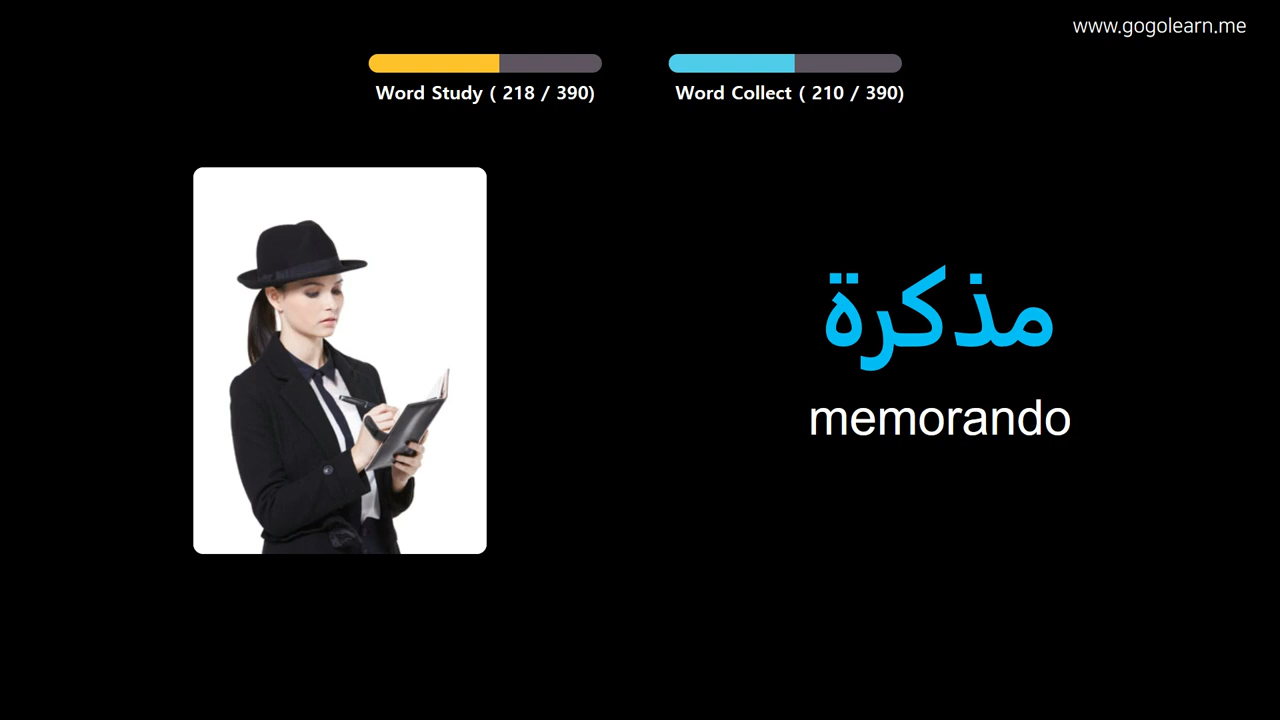 www.gogolearn.me
Word Study ( 218 / 390)
Word Collect ( 210 / 390)
مذكرة
memorando